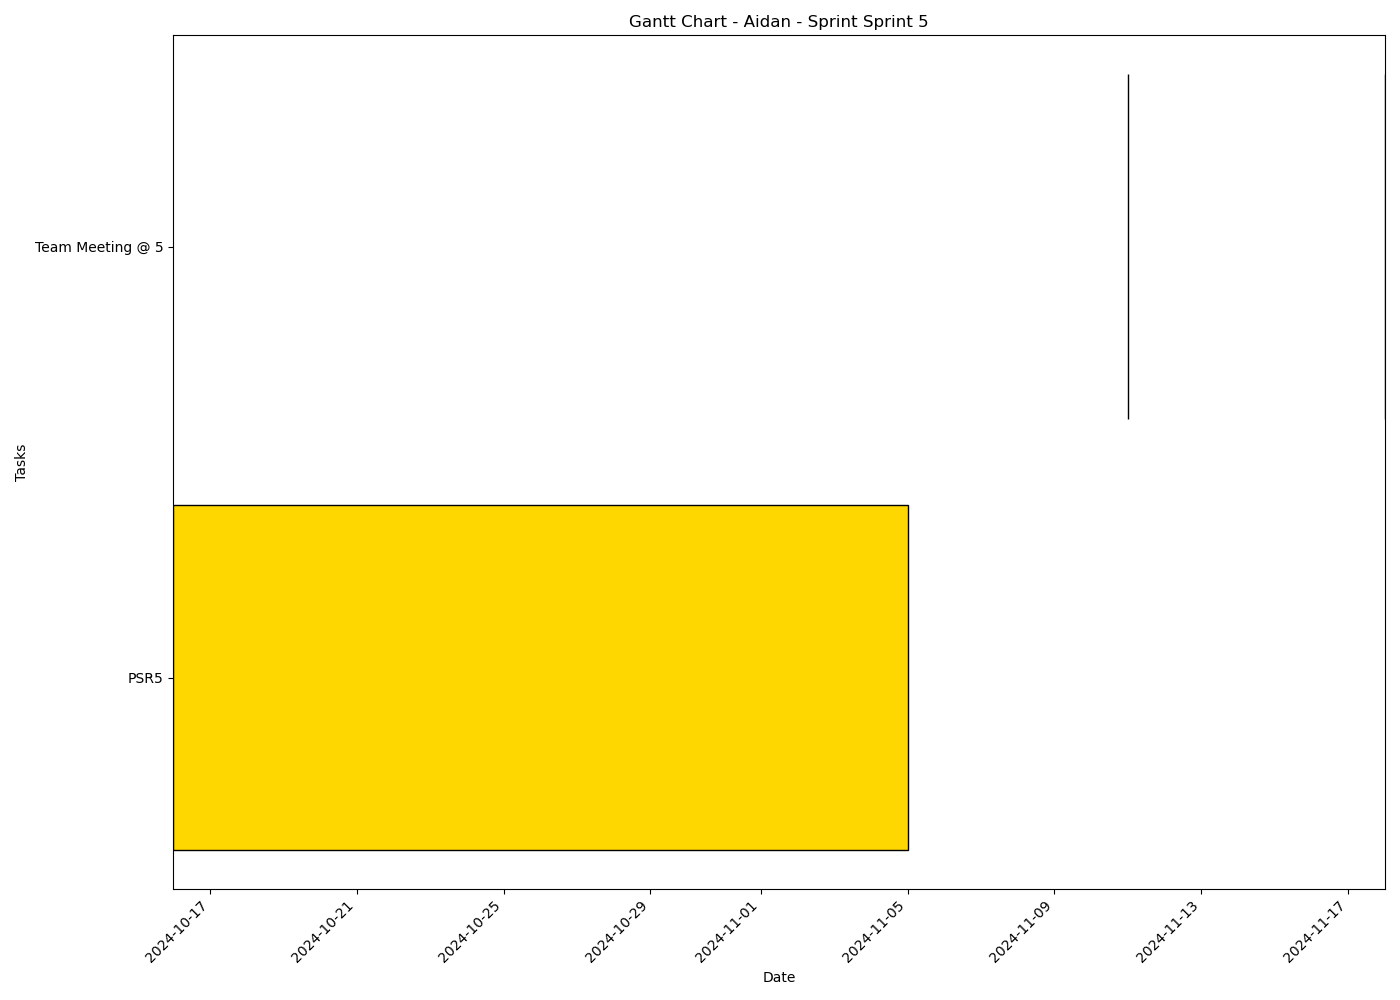 Gantt Chart - Aidan - Sprint Sprint 5
Team Meeting @ 5
Tasks
PSR5
2024-10-17
2024-10-21
2024-10-25
2024-10-29
2024-11-01
2024-11-05
2024-11-09
2024-11-13
2024-11-17
Date